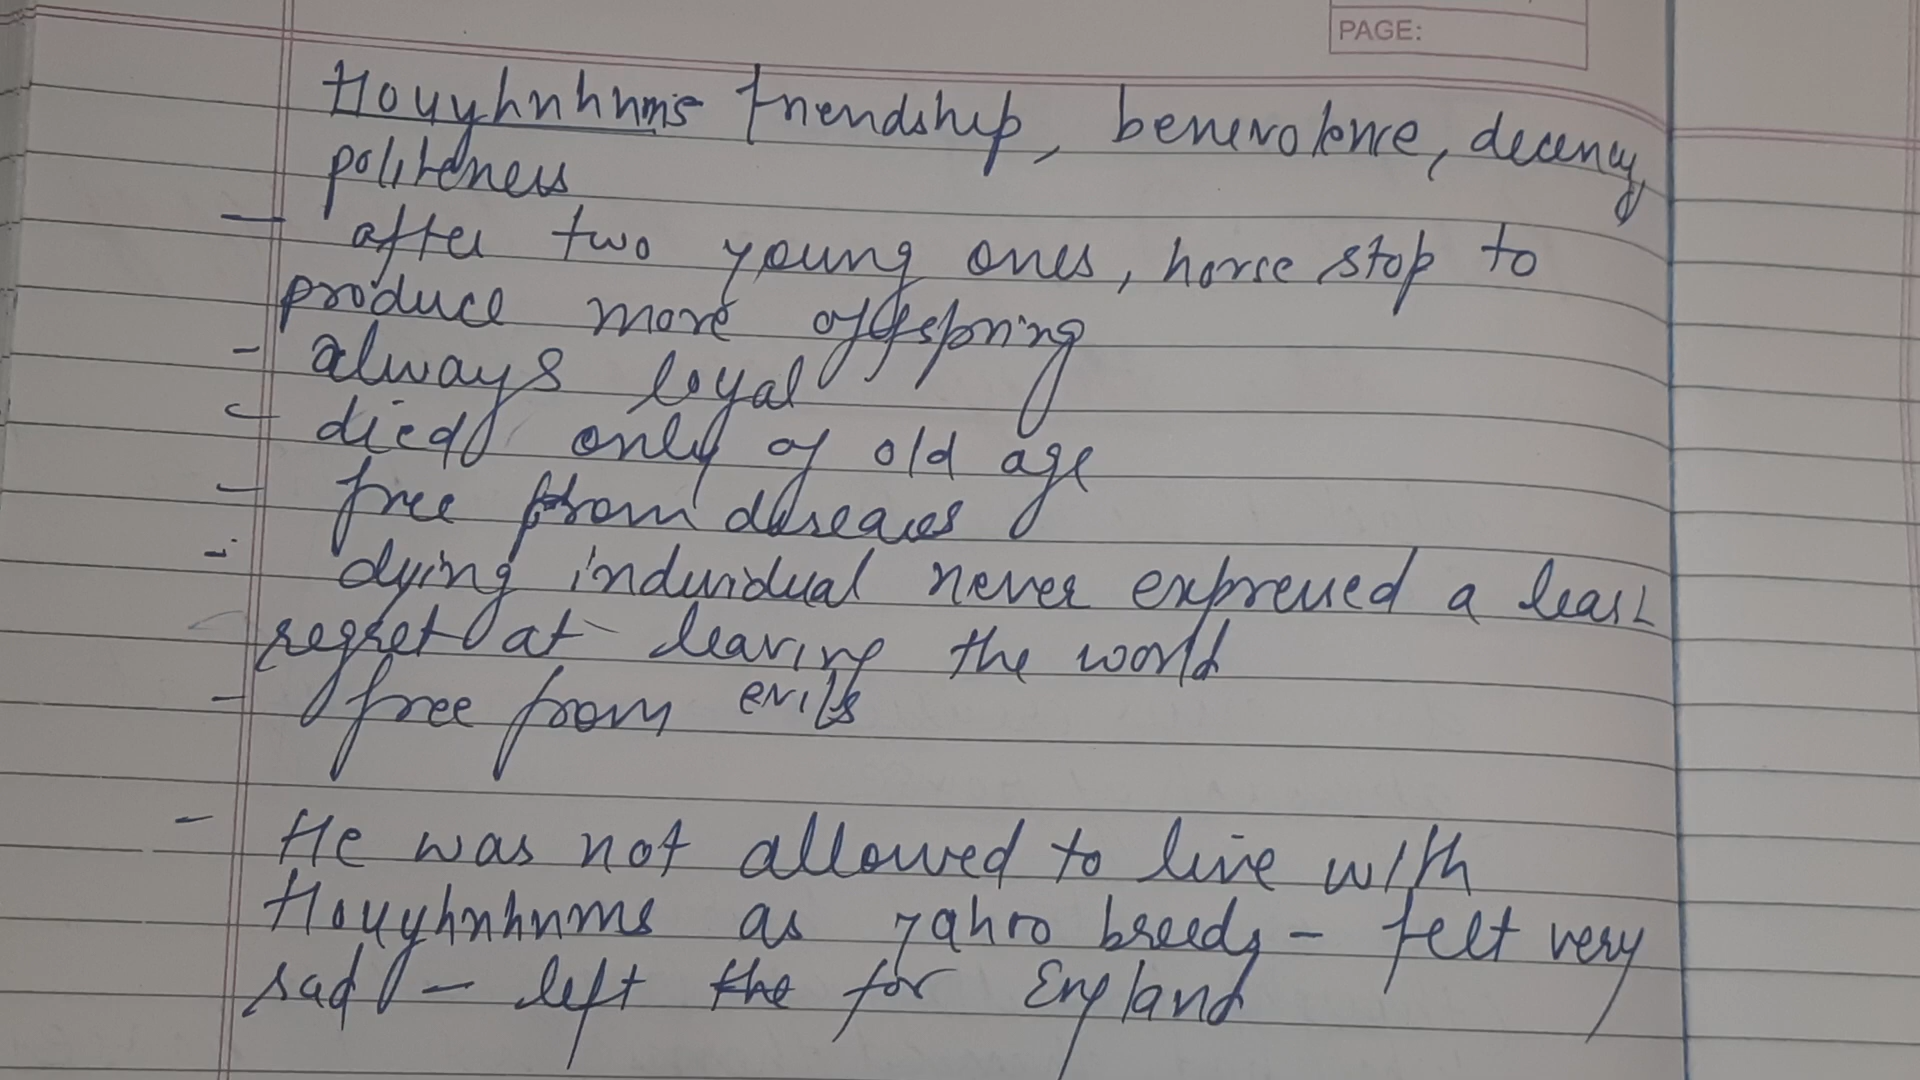 PAGE:
Houyhnhnms friendship, benevolence, decency,
politeness
- after two young ones, horse stop to
produce more offspring
- always loyal
- died only of old age
- free from diseases
- dying individual never expressed a least
regret at leaving the world
- free from evils
- He was not allowed to live with
Houyhnhnms as yahoo breeds - felt very
sad - left the for England